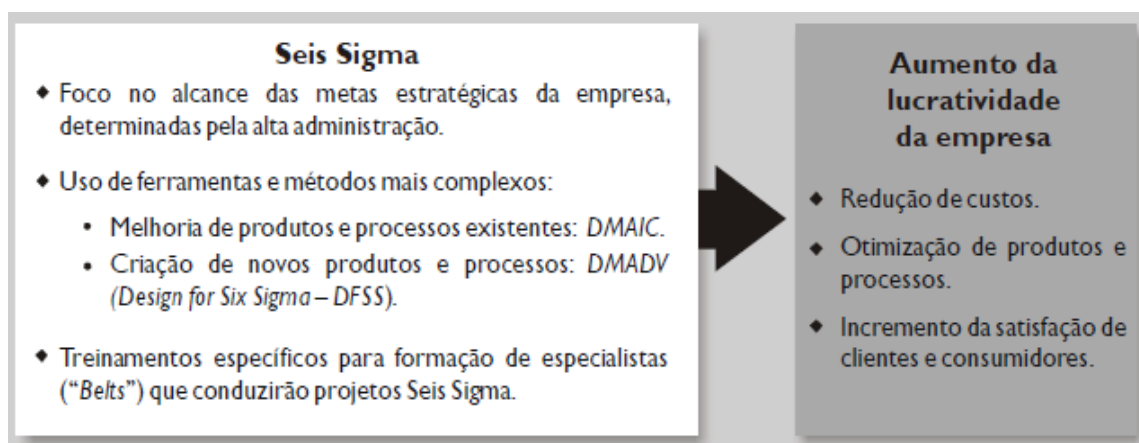 Seis Sigma
◆ Foco no alcance das metas estratégicas da empresa,
determinadas pela alta administração.
◆ Uso de ferramentas e métodos mais complexos:
• Melhoria de produtos e processos existentes: DMAIC.
• Criação de novos produtos e processos: DMADV
(Design for Six Sigma – DFSS).
◆ Treinamentos específicos para formação de especialistas
(“Belts”) que conduzirão projetos Seis Sigma.
Aumento da
lucratividade
da empresa
◆ Redução de custos.
◆ Otimização de produtos e
processos.
◆ Incremento da satisfação de
clientes e consumidores.